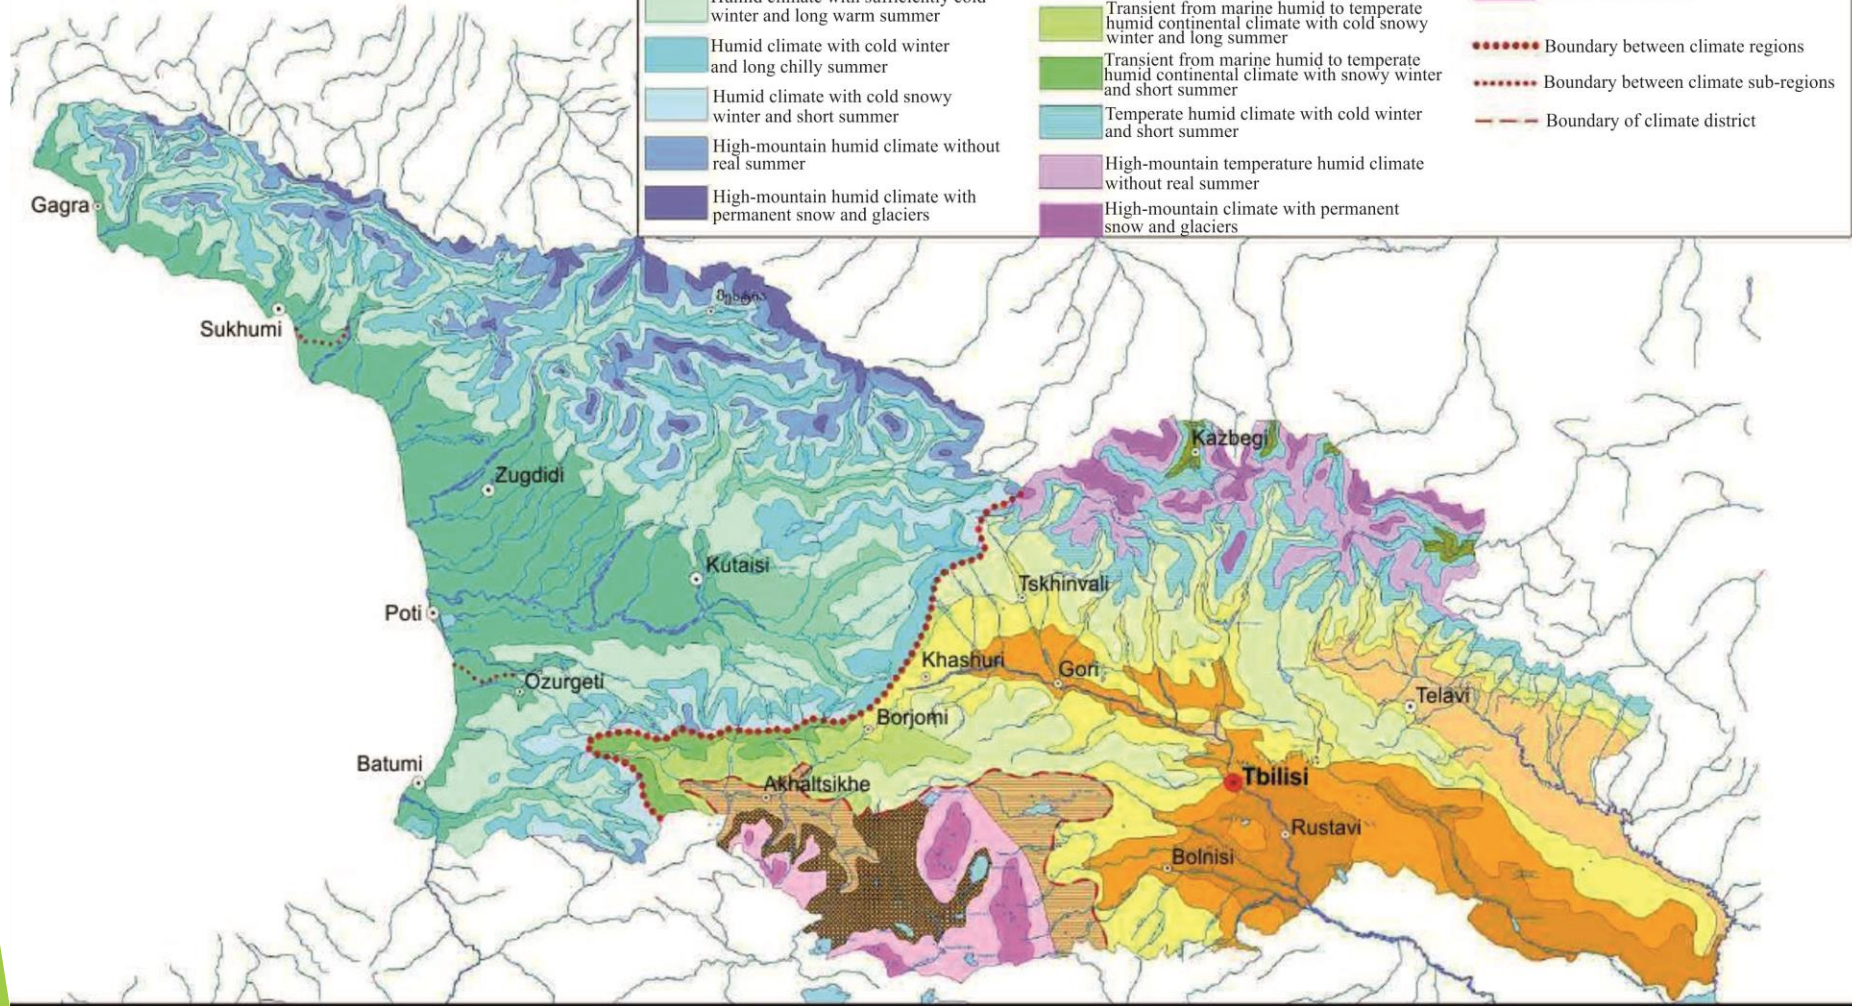 Humid climate with sufficiently cold
winter and long warm summer
Humid climate with cold winter
and long chilly summer
Humid climate with cold snowy
winter and short summer
High-mountain humid climate without
real summer
High-mountain humid climate with
permanent snow and glaciers
Transient from marine humid to temperate
humid continental climate with cold snowy
winter and long summer
Transient from marine humid to temperate
humid continental climate with snowy winter
and short summer
Temperate humid climate with cold winter
and short summer
High-mountain temperature humid climate
without real summer
High-mountain climate with permanent
snow and glaciers
Boundary between climate regions
Boundary between climate sub-regions
Boundary of climate district
Gagra
Sukhumi
მესტია
Kazbegi
Zugdidi
Kutaisi
Tskhinvali
Poti
Khashuri
Gori
Ozurgeti
Telavi
Borjomi
Batumi
Akhaltsikhe
Tbilisi
Rustavi
Bolnisi